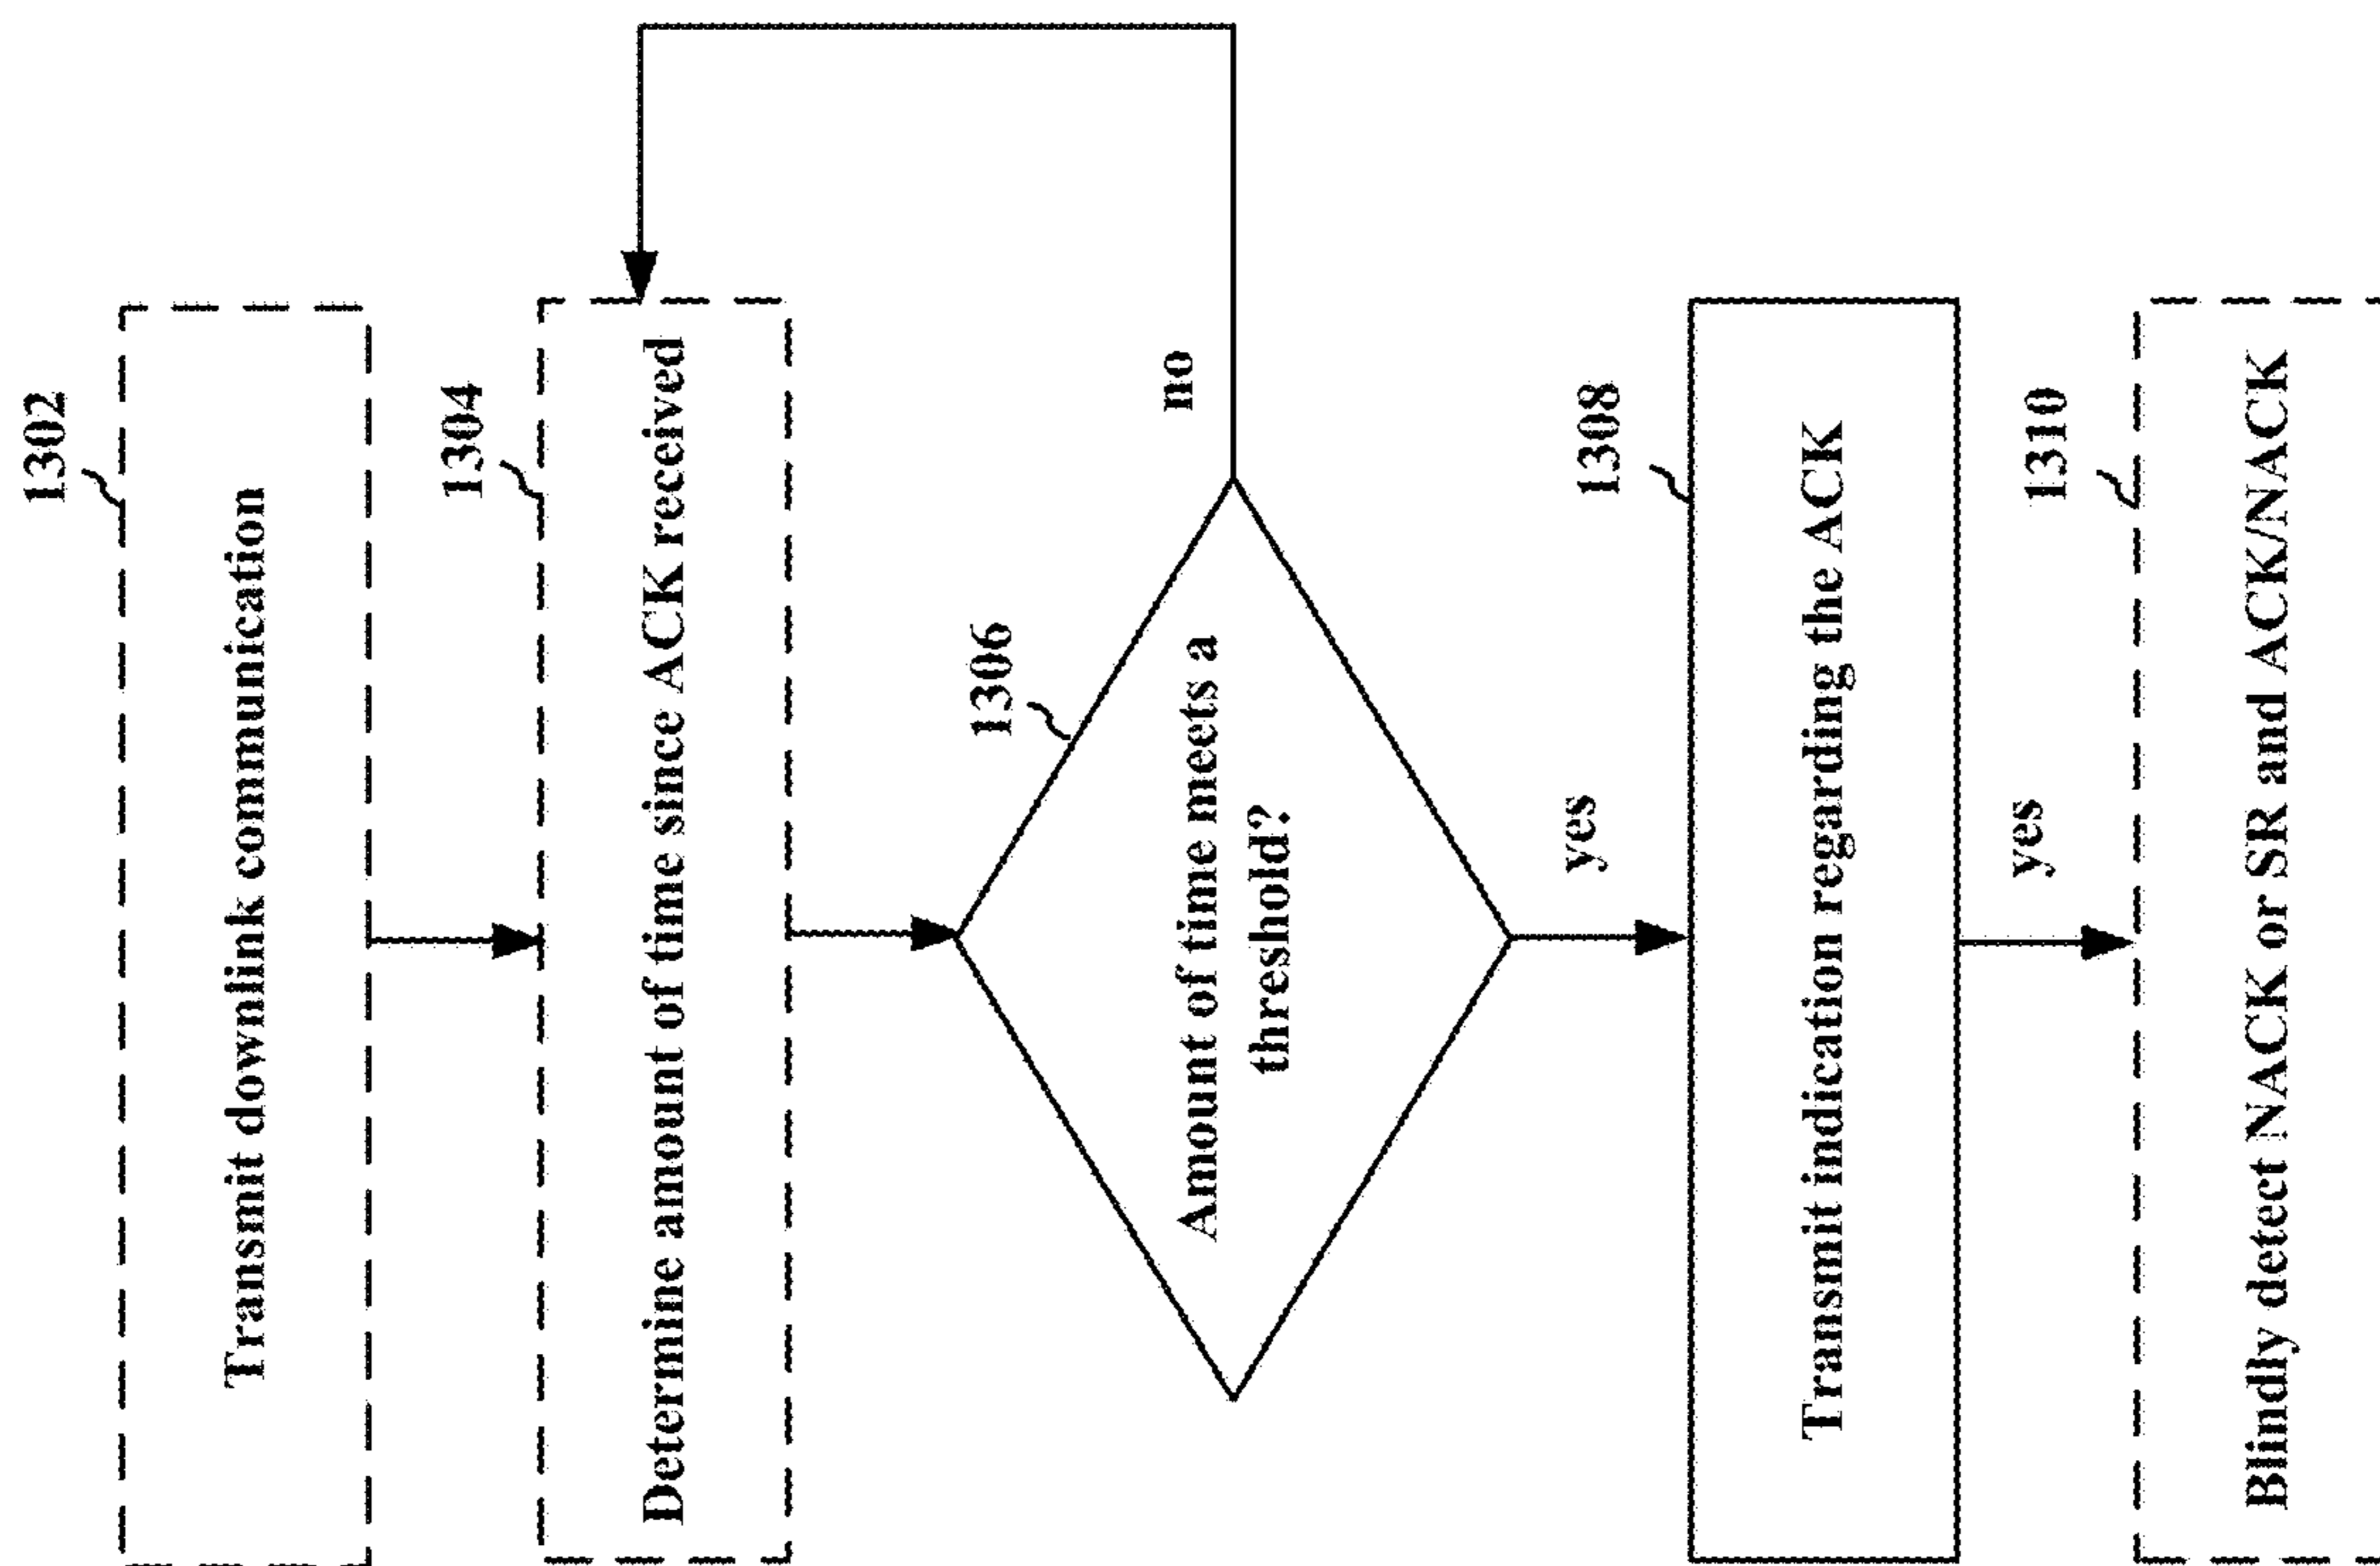 1302
Transmit downlink communication
1304
Determine amount of time since ACK received
1306
Amount of time meets a
threshold?
no
yes
1308
Transmit indication regarding the ACK
yes
1310
Blindly detect NACK or SR and ACK/NACK